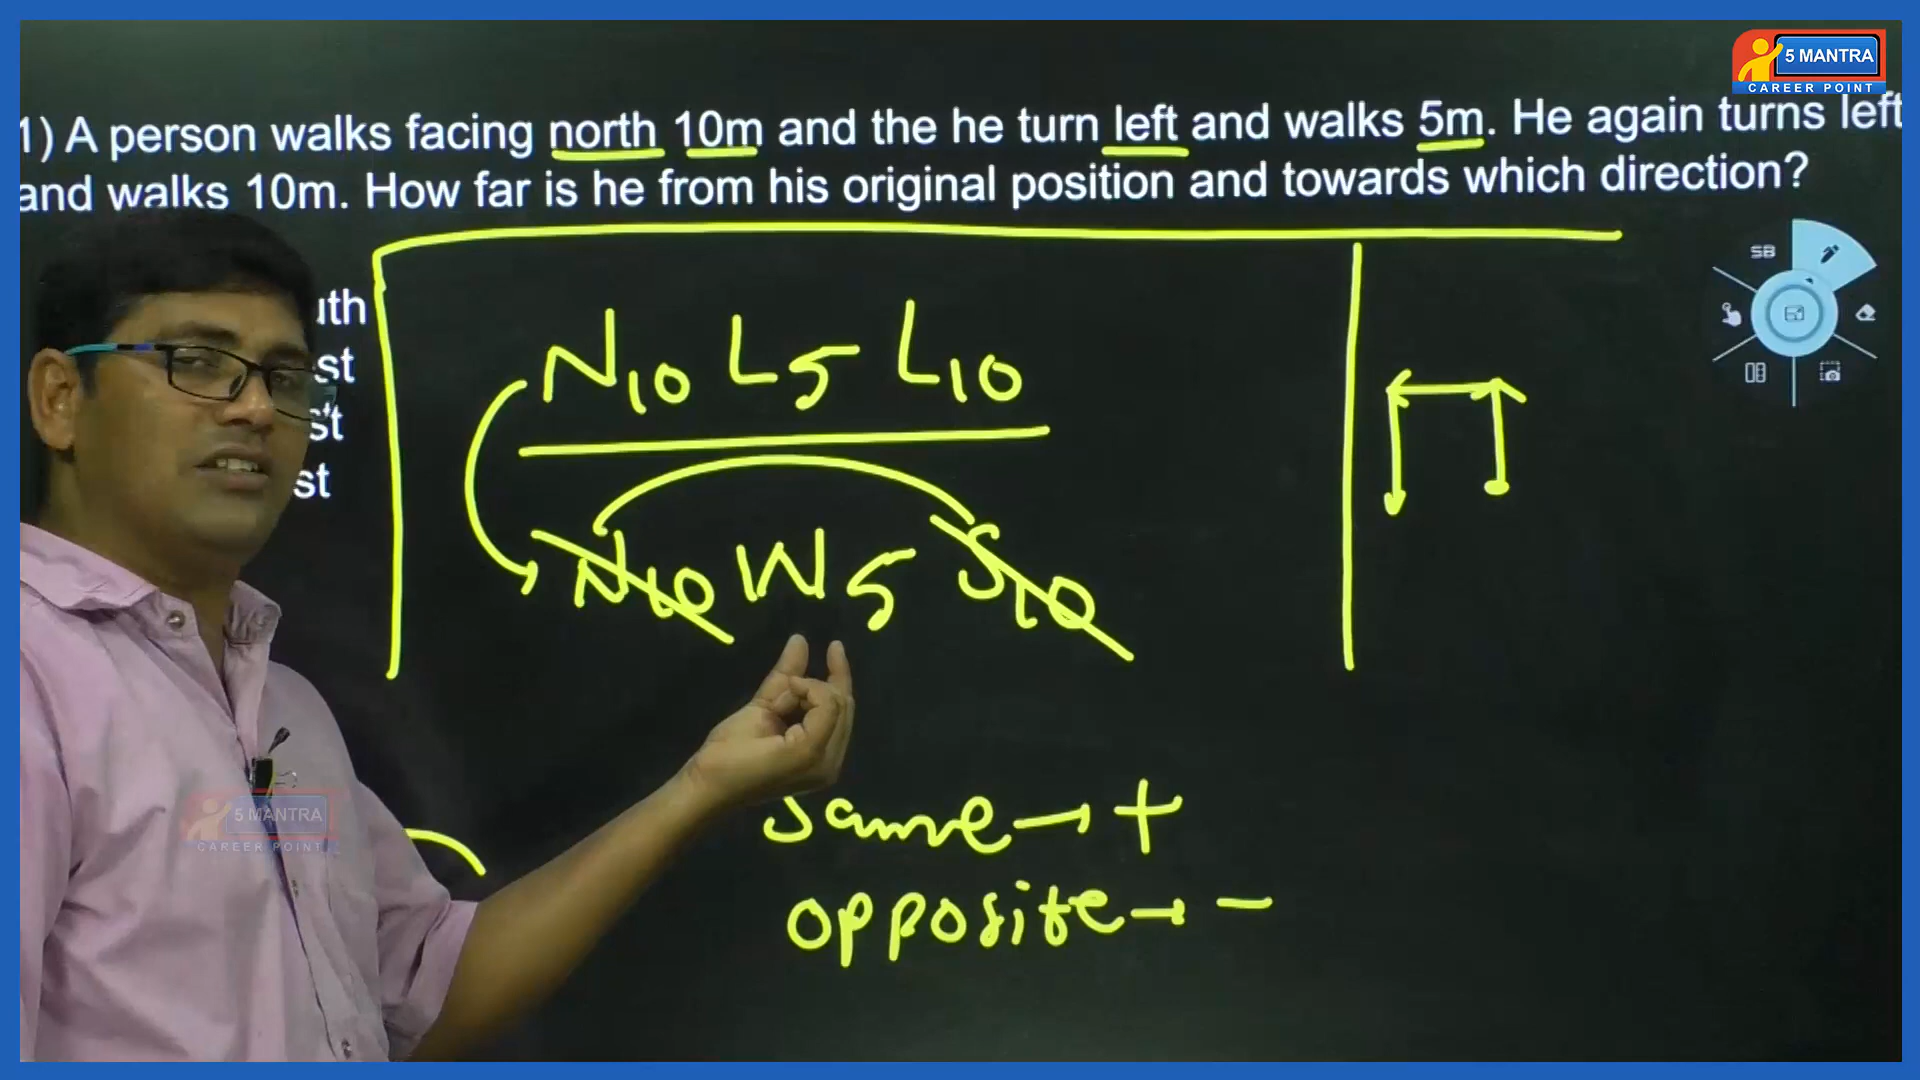 5 MANTRA
CAREER POINT
1) A person walks facing north 10m and the he turn left and walks 5m. He again turns left
and walks 10m. How far is he from his original position and towards which direction?
uth
st
st
st
SB
N10 L5 L10
N10 W5 S10
same → +
opposite → -
5 MANTRA
CAREER POINT